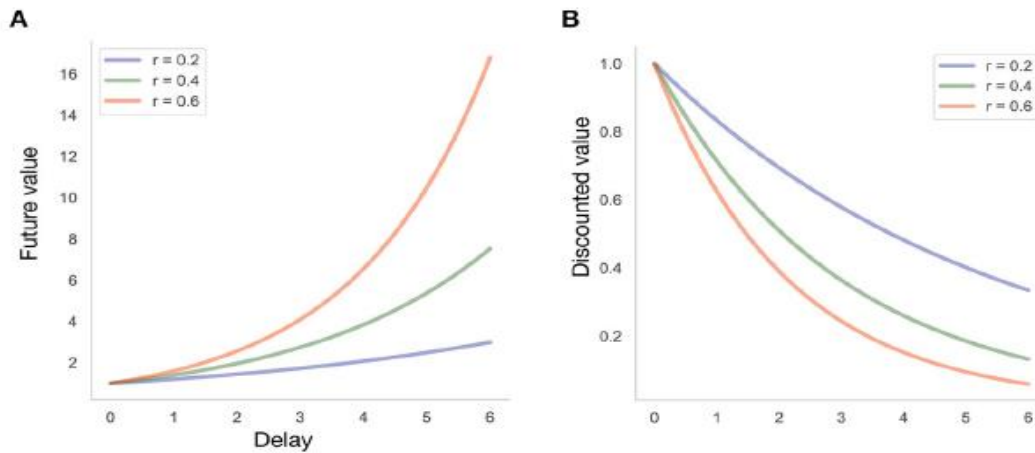 A
Future value
16
14
12
10
8
6
4
2
r = 0.2
r = 0.4
r = 0.6
0 1 2 3 4 5 6
Delay
B
Discounted value
1.0
0.8
0.6
0.4
0.2
r = 0.2
r = 0.4
r = 0.6
0 1 2 3 4 5 6